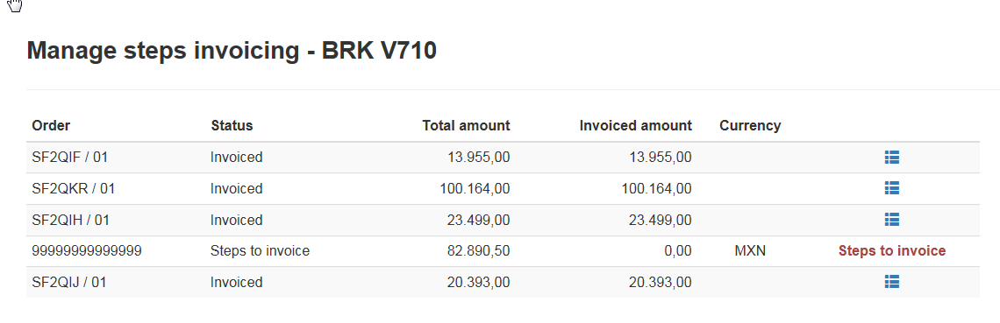 Manage steps invoicing - BRK V710
Order Status Total amount Invoiced amount Currency
SF2QIF / 01 Invoiced 13.955,00 13.955,00
SF2QKR / 01 Invoiced 100.164,00 100.164,00
SF2QIH / 01 Invoiced 23.499,00 23.499,00
99999999999999 Steps to invoice 82.890,50 0,00 MXN Steps to invoice
SF2QIJ / 01 Invoiced 20.393,00 20.393,00